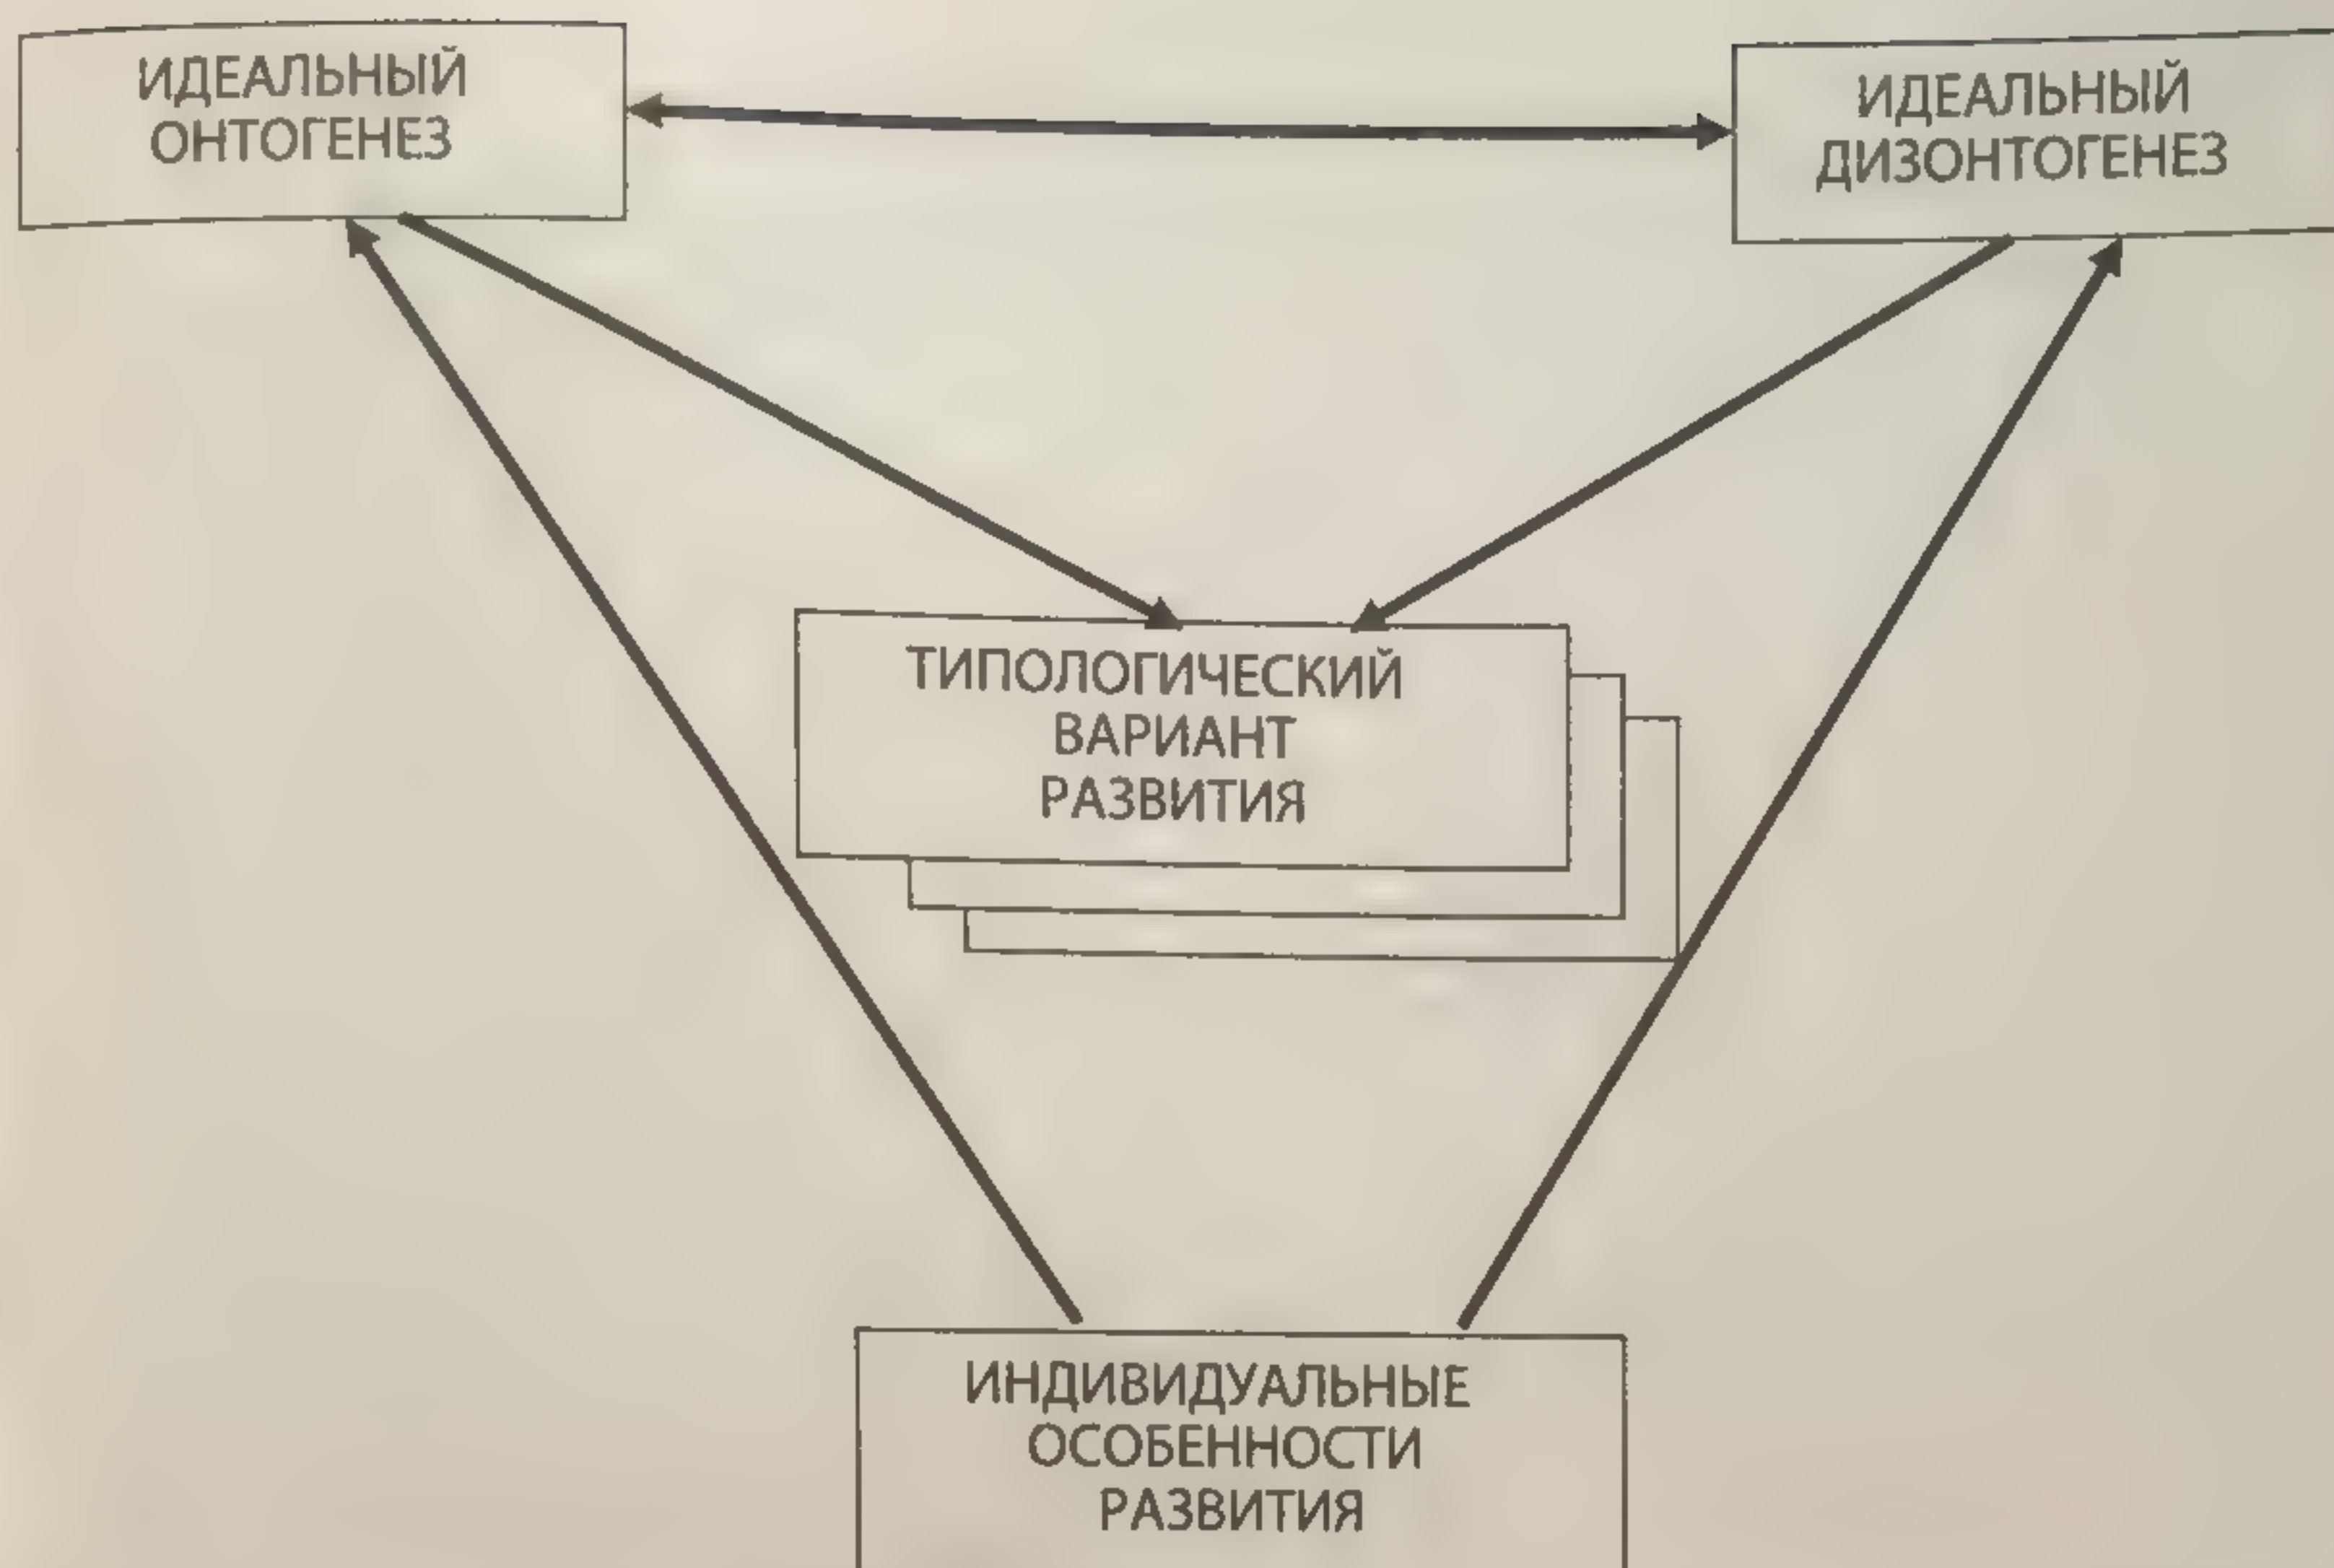 ИДЕАЛЬНЫЙ
ОНТОГЕНЕЗ
ИДЕАЛЬНЫЙ
ДИЗОНТОГЕНЕЗ
ТИПОЛОГИЧЕСКИЙ
ВАРИАНТ
РАЗВИТИЯ
ИНДИВИДУАЛЬНЫЕ
ОСОБЕННОСТИ
РАЗВИТИЯ